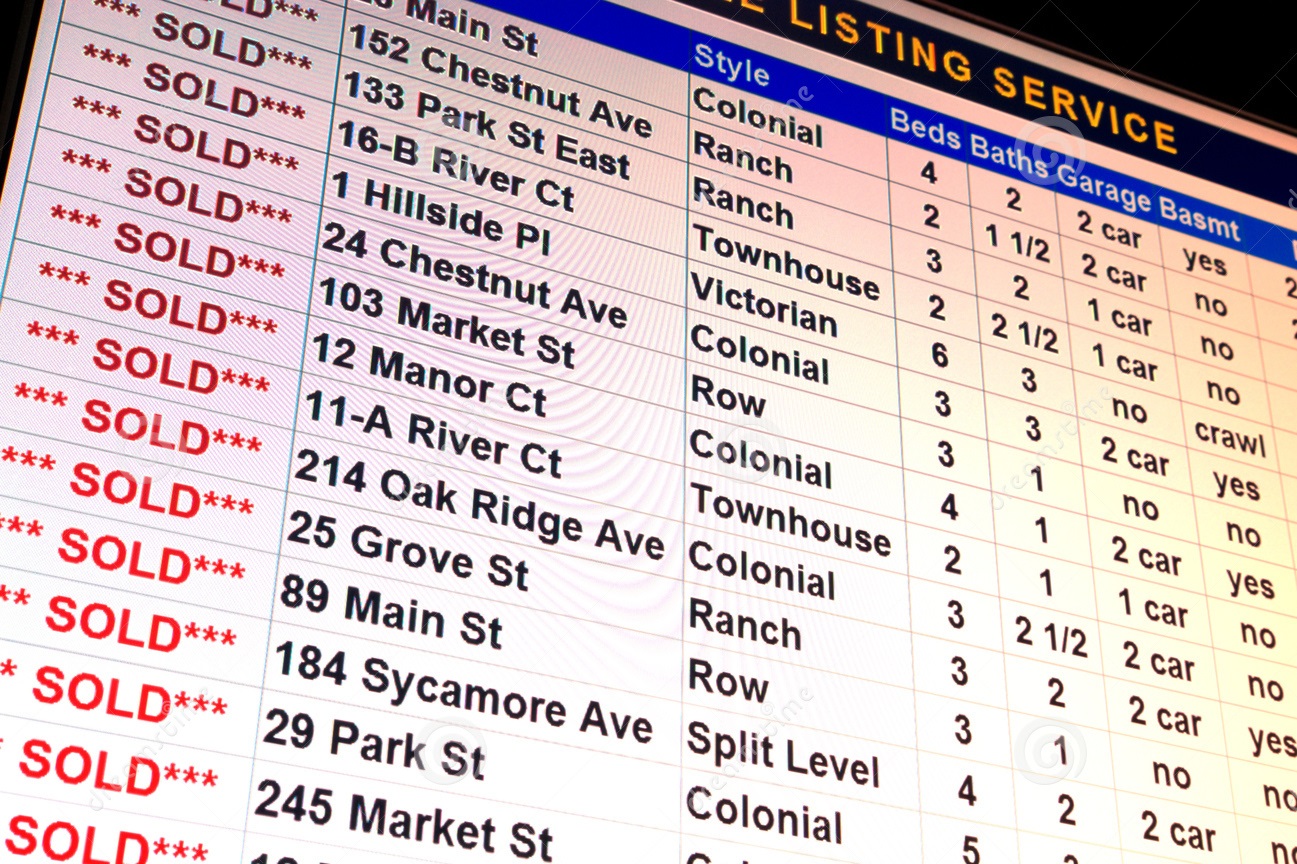 LISTING SERVICE
Style Beds Baths Garage Basmt
LD*** Main St Colonial 4 2 2 car yes
*** SOLD*** 152 Chestnut Ave Ranch 2 1 1/2 2 car no
*** SOLD*** 133 Park St East Ranch 3 2 1 car no
*** SOLD*** 16-B River Ct Townhouse 2 2 1/2 1 car no
*** SOLD*** 1 Hillside Pl Victorian 6 3 no crawl
*** SOLD*** 24 Chestnut Ave Colonial 3 3 2 car yes
*** SOLD*** 103 Market St Row 3 1 no no
*** SOLD*** 12 Manor Ct Colonial 4 1 2 car yes
*** SOLD*** 11-A River Ct Townhouse 2 1 1 car no
*** SOLD*** 214 Oak Ridge Ave Colonial 3 2 1/2 2 car no
*** SOLD*** 25 Grove St Ranch 3 2 2 car yes
** SOLD*** 89 Main St Row 3 1 no no
* SOLD*** 184 Sycamore Ave Split Level 4 2 2 car no
SOLD*** 29 Park St Colonial 5
SOLD*** 245 Market St